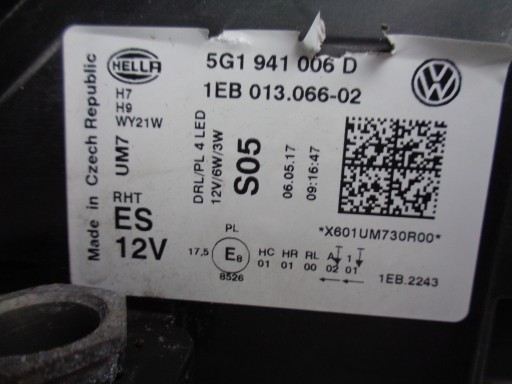 Made in Czech Republic
HELLA
5G1 941 006 D
1EB 013.066-02
H7
H9
WY21W
UM7
DRL/PL 4 LED
12V/6W/3W
S05
06.05.17
09:16:47
RHT
ES
12V
*X601UM730R00*
PL
17,5
E8
8526
HC HR RL A 1
01 01 00 02 01
1EB.2243